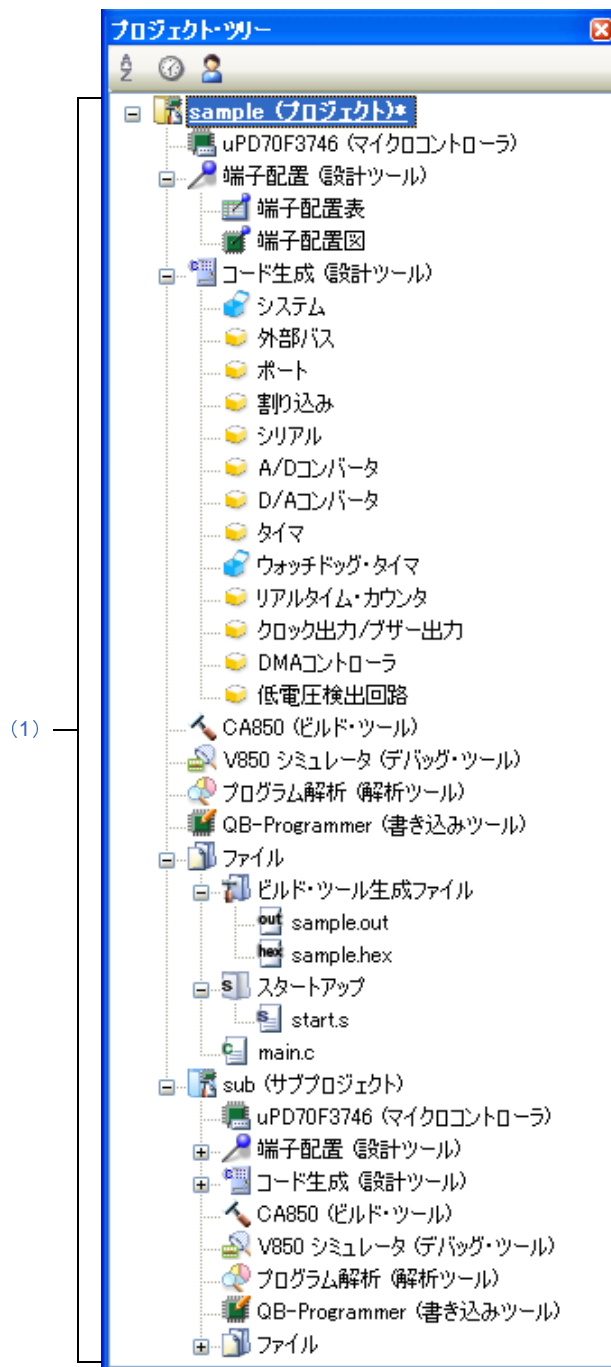 プロジェクト・ツリー
sample (プロジェクト)*
uPD70F3746 (マイクロコントローラ)
端子配置 (設計ツール)
端子配置表
端子配置図
コード生成 (設計ツール)
システム
外部バス
ポート
割り込み
シリアル
A/Dコンバータ
D/Aコンバータ
タイマ
ウォッチドッグ・タイマ
リアルタイム・カウンタ
クロック出力/ブザー出力
DMAコントローラ
低電圧検出回路
(1)
CA850 (ビルド・ツール)
V850 シミュレータ (デバッグ・ツール)
プログラム解析 (解析ツール)
QB-Programmer (書き込みツール)
ファイル
ビルド・ツール生成ファイル
out sample.out
hex sample.hex
S スタートアップ
S start.s
c main.c
sub (サブプロジェクト)
uPD70F3746 (マイクロコントローラ)
端子配置 (設計ツール)
コード生成 (設計ツール)
CA850 (ビルド・ツール)
V850 シミュレータ (デバッグ・ツール)
プログラム解析 (解析ツール)
QB-Programmer (書き込みツール)
ファイル